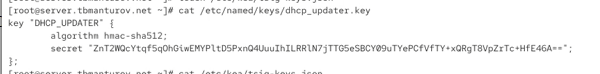 [root@server.tbmanturov.net ~]# cat /etc/named/keys/dhcp_updater.key
key "DHCP_UPDATER" {
algorithm hmac-sha512;
secret "ZnT2WQcYtqf5qOhGiwEMYPltD5PxnQ4UuuIhILRRlN7jTTG5eSBCY09uTYePCfVfTY+xQRgT8VpZrTc+HfE46A==";
};